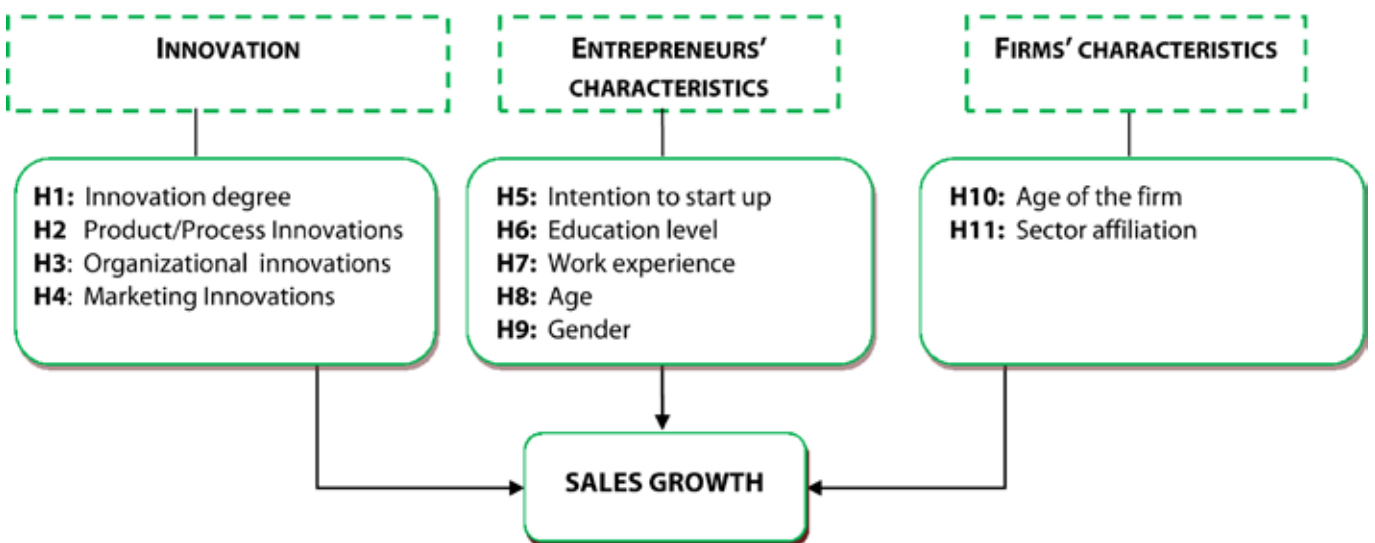 INNOVATION
ENTREPRENEURS'
CHARACTERISTICS
FIRMS' CHARACTERISTICS
H1: Innovation degree
H2 Product/Process Innovations
H3: Organizational innovations
H4: Marketing Innovations
H5: Intention to start up
H6: Education level
H7: Work experience
H8: Age
H9: Gender
H10: Age of the firm
H11: Sector affiliation
SALES GROWTH